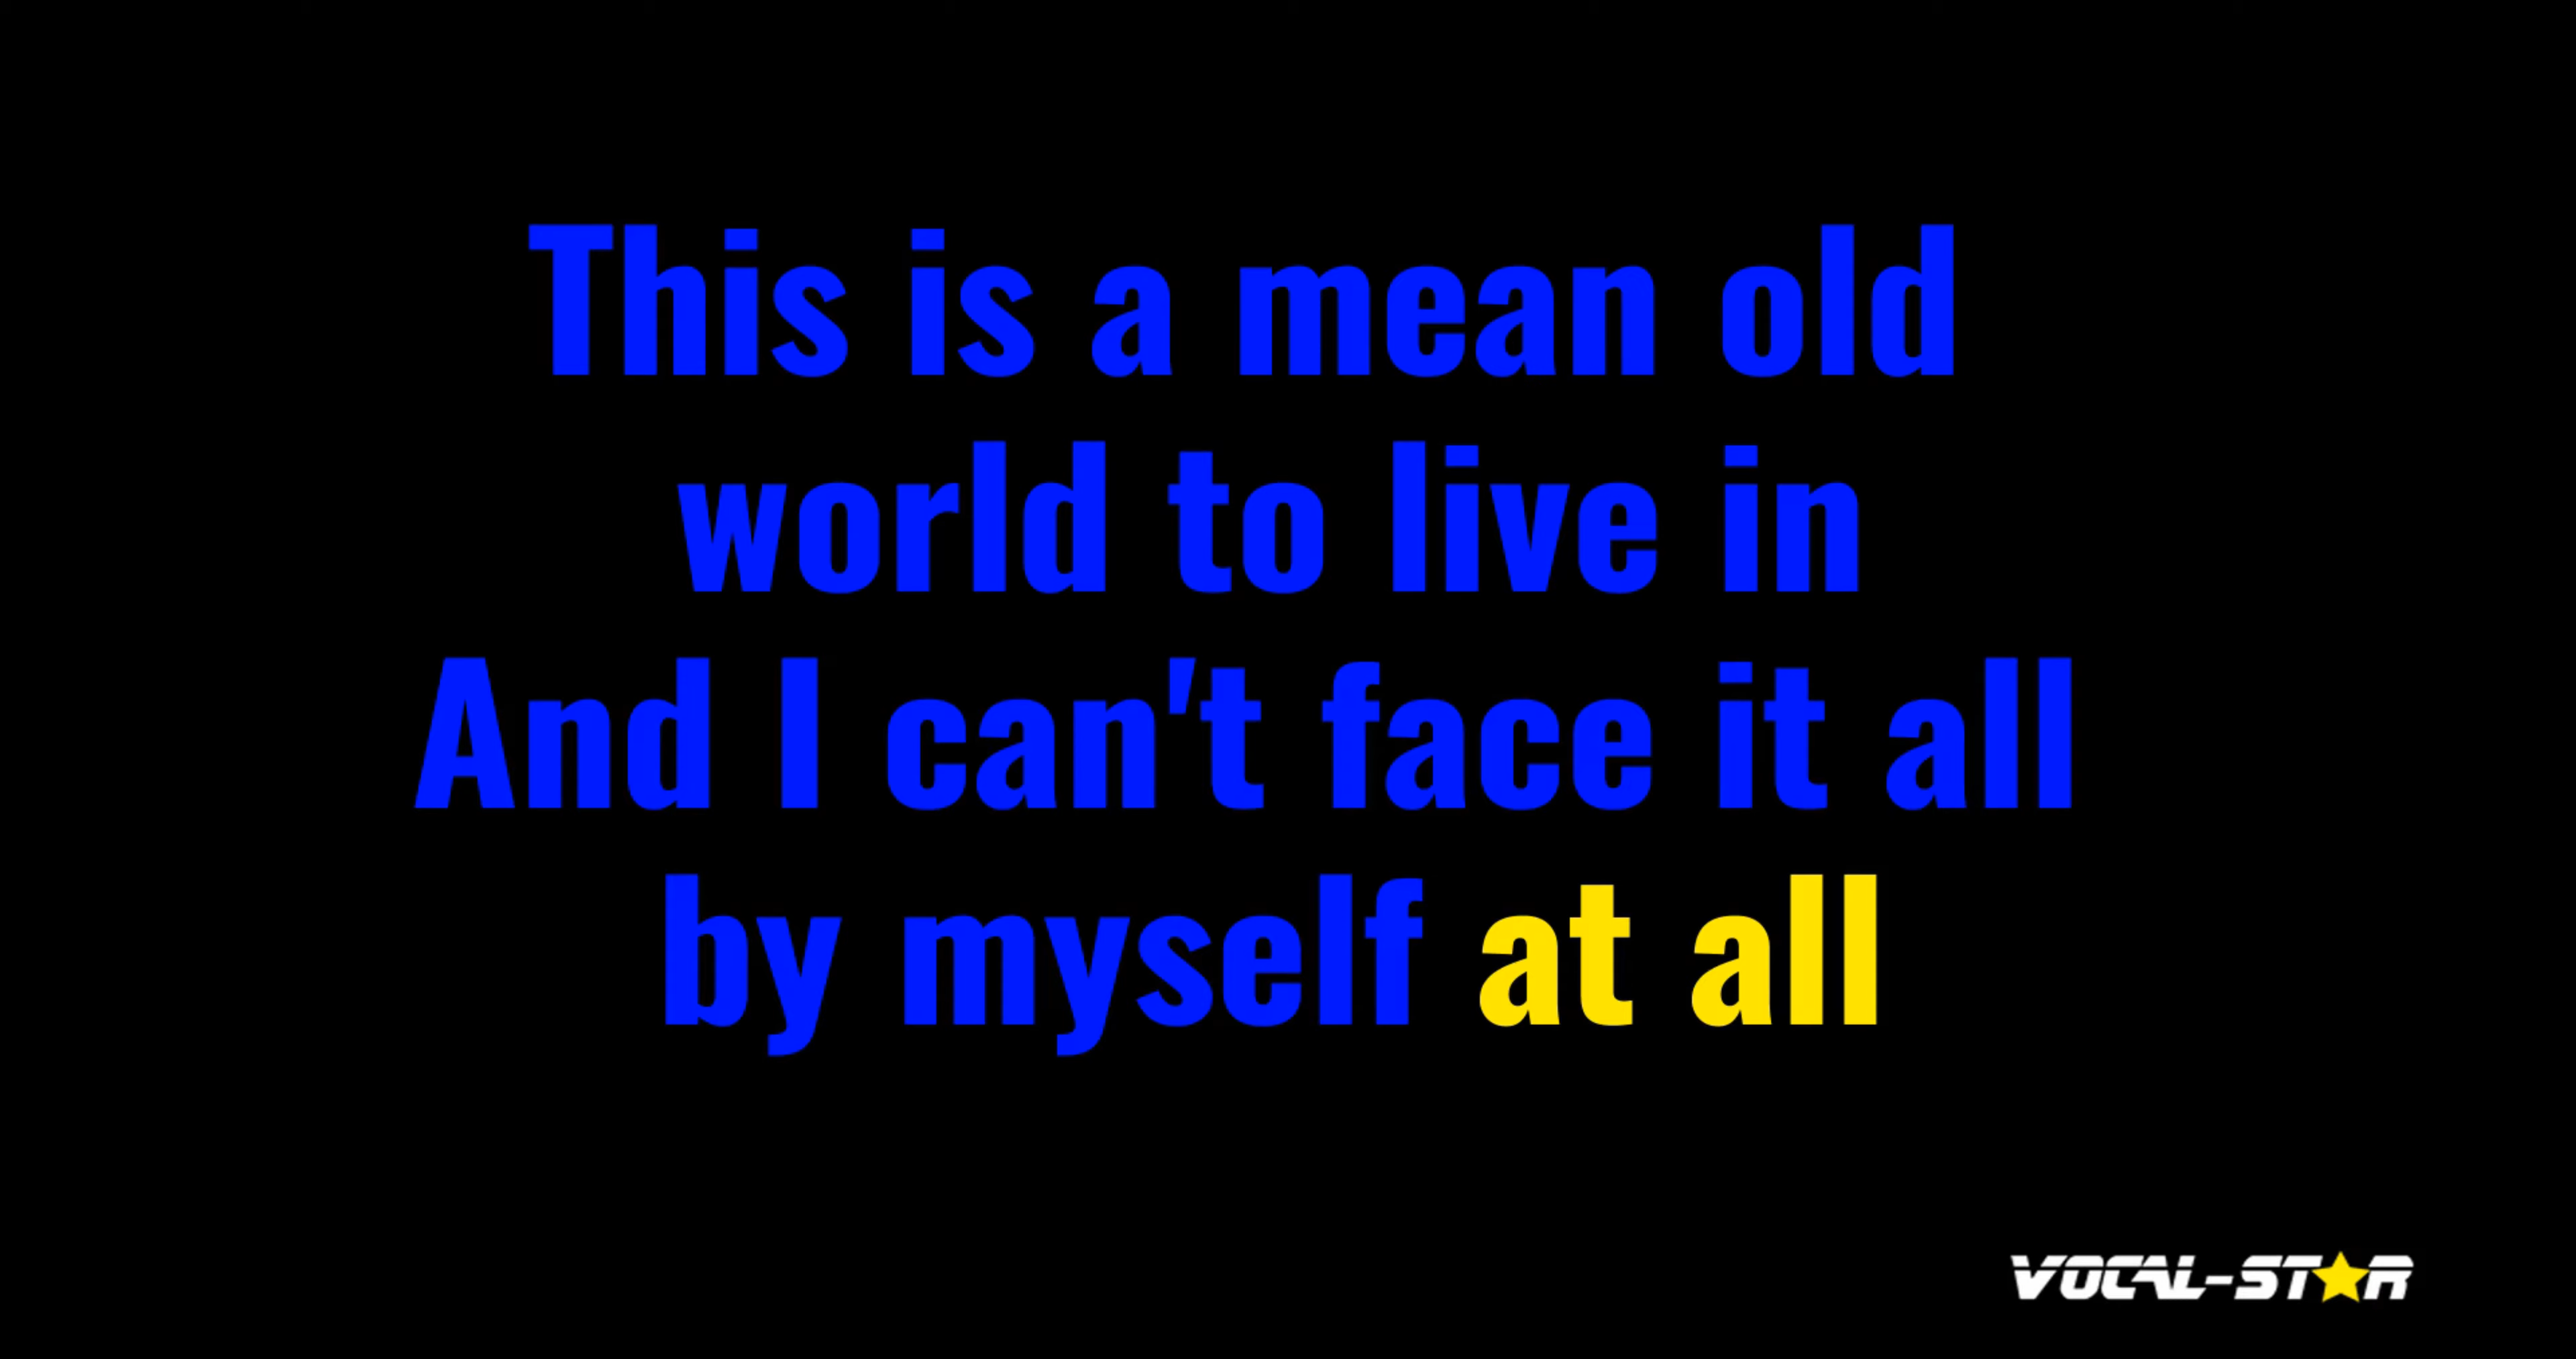 This is a mean old
world to live in
And I can't face it all
by myself at all
VOCAL-STAR